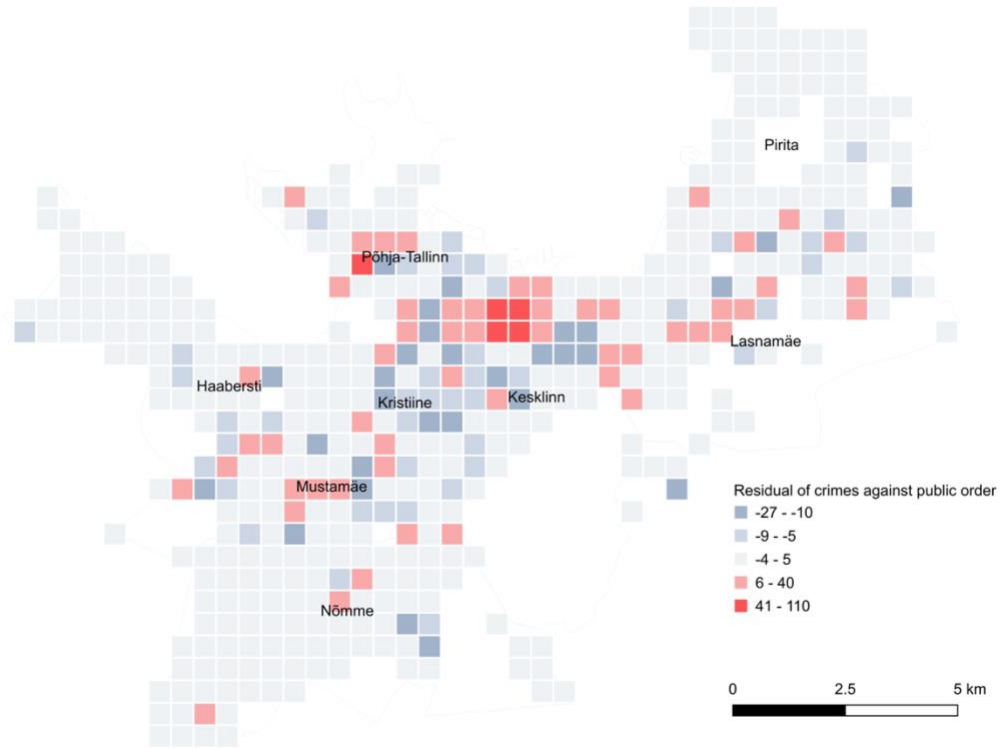 Pirita
Põhja-Tallinn
Lasnamäe
Haabersti
Kesklinn
Kristiine
Mustamäe
Nõmme
Residual of crimes against public order
-27 - -10
-9 - -5
-4 - 5
6 - 40
41 - 110
0 2.5 5 km